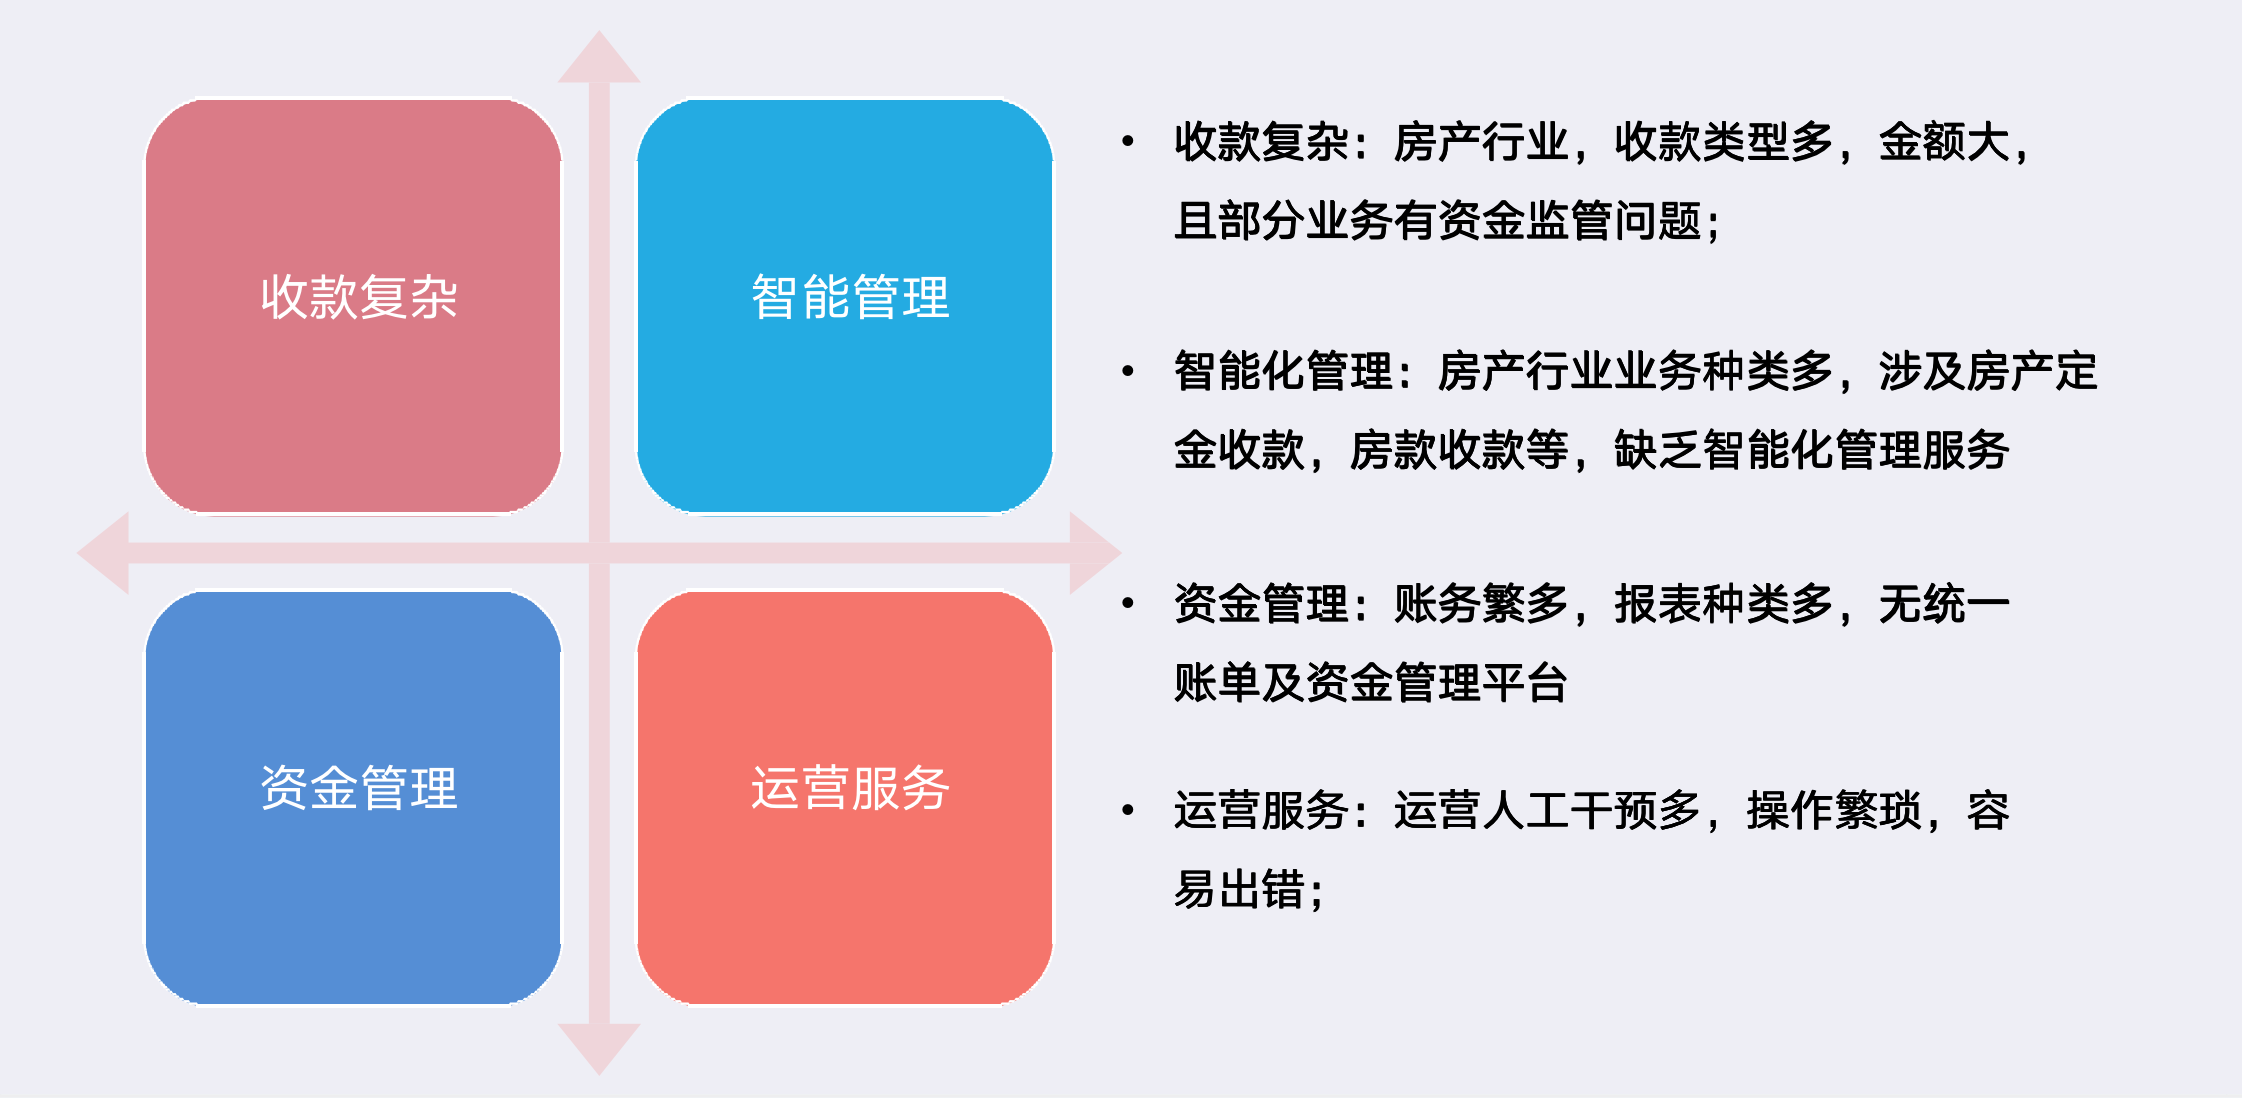 收款复杂
智能管理
资金管理
运营服务
• 收款复杂：房产行业，收款类型多，金额大，
且部分业务有资金监管问题；
• 智能化管理：房产行业业务种类多，涉及房产定
金收款，房款收款等，缺乏智能化管理服务
• 资金管理：账务繁多，报表种类多，无统一
账单及资金管理平台
• 运营服务：运营人工干预多，操作繁琐，容
易出错；